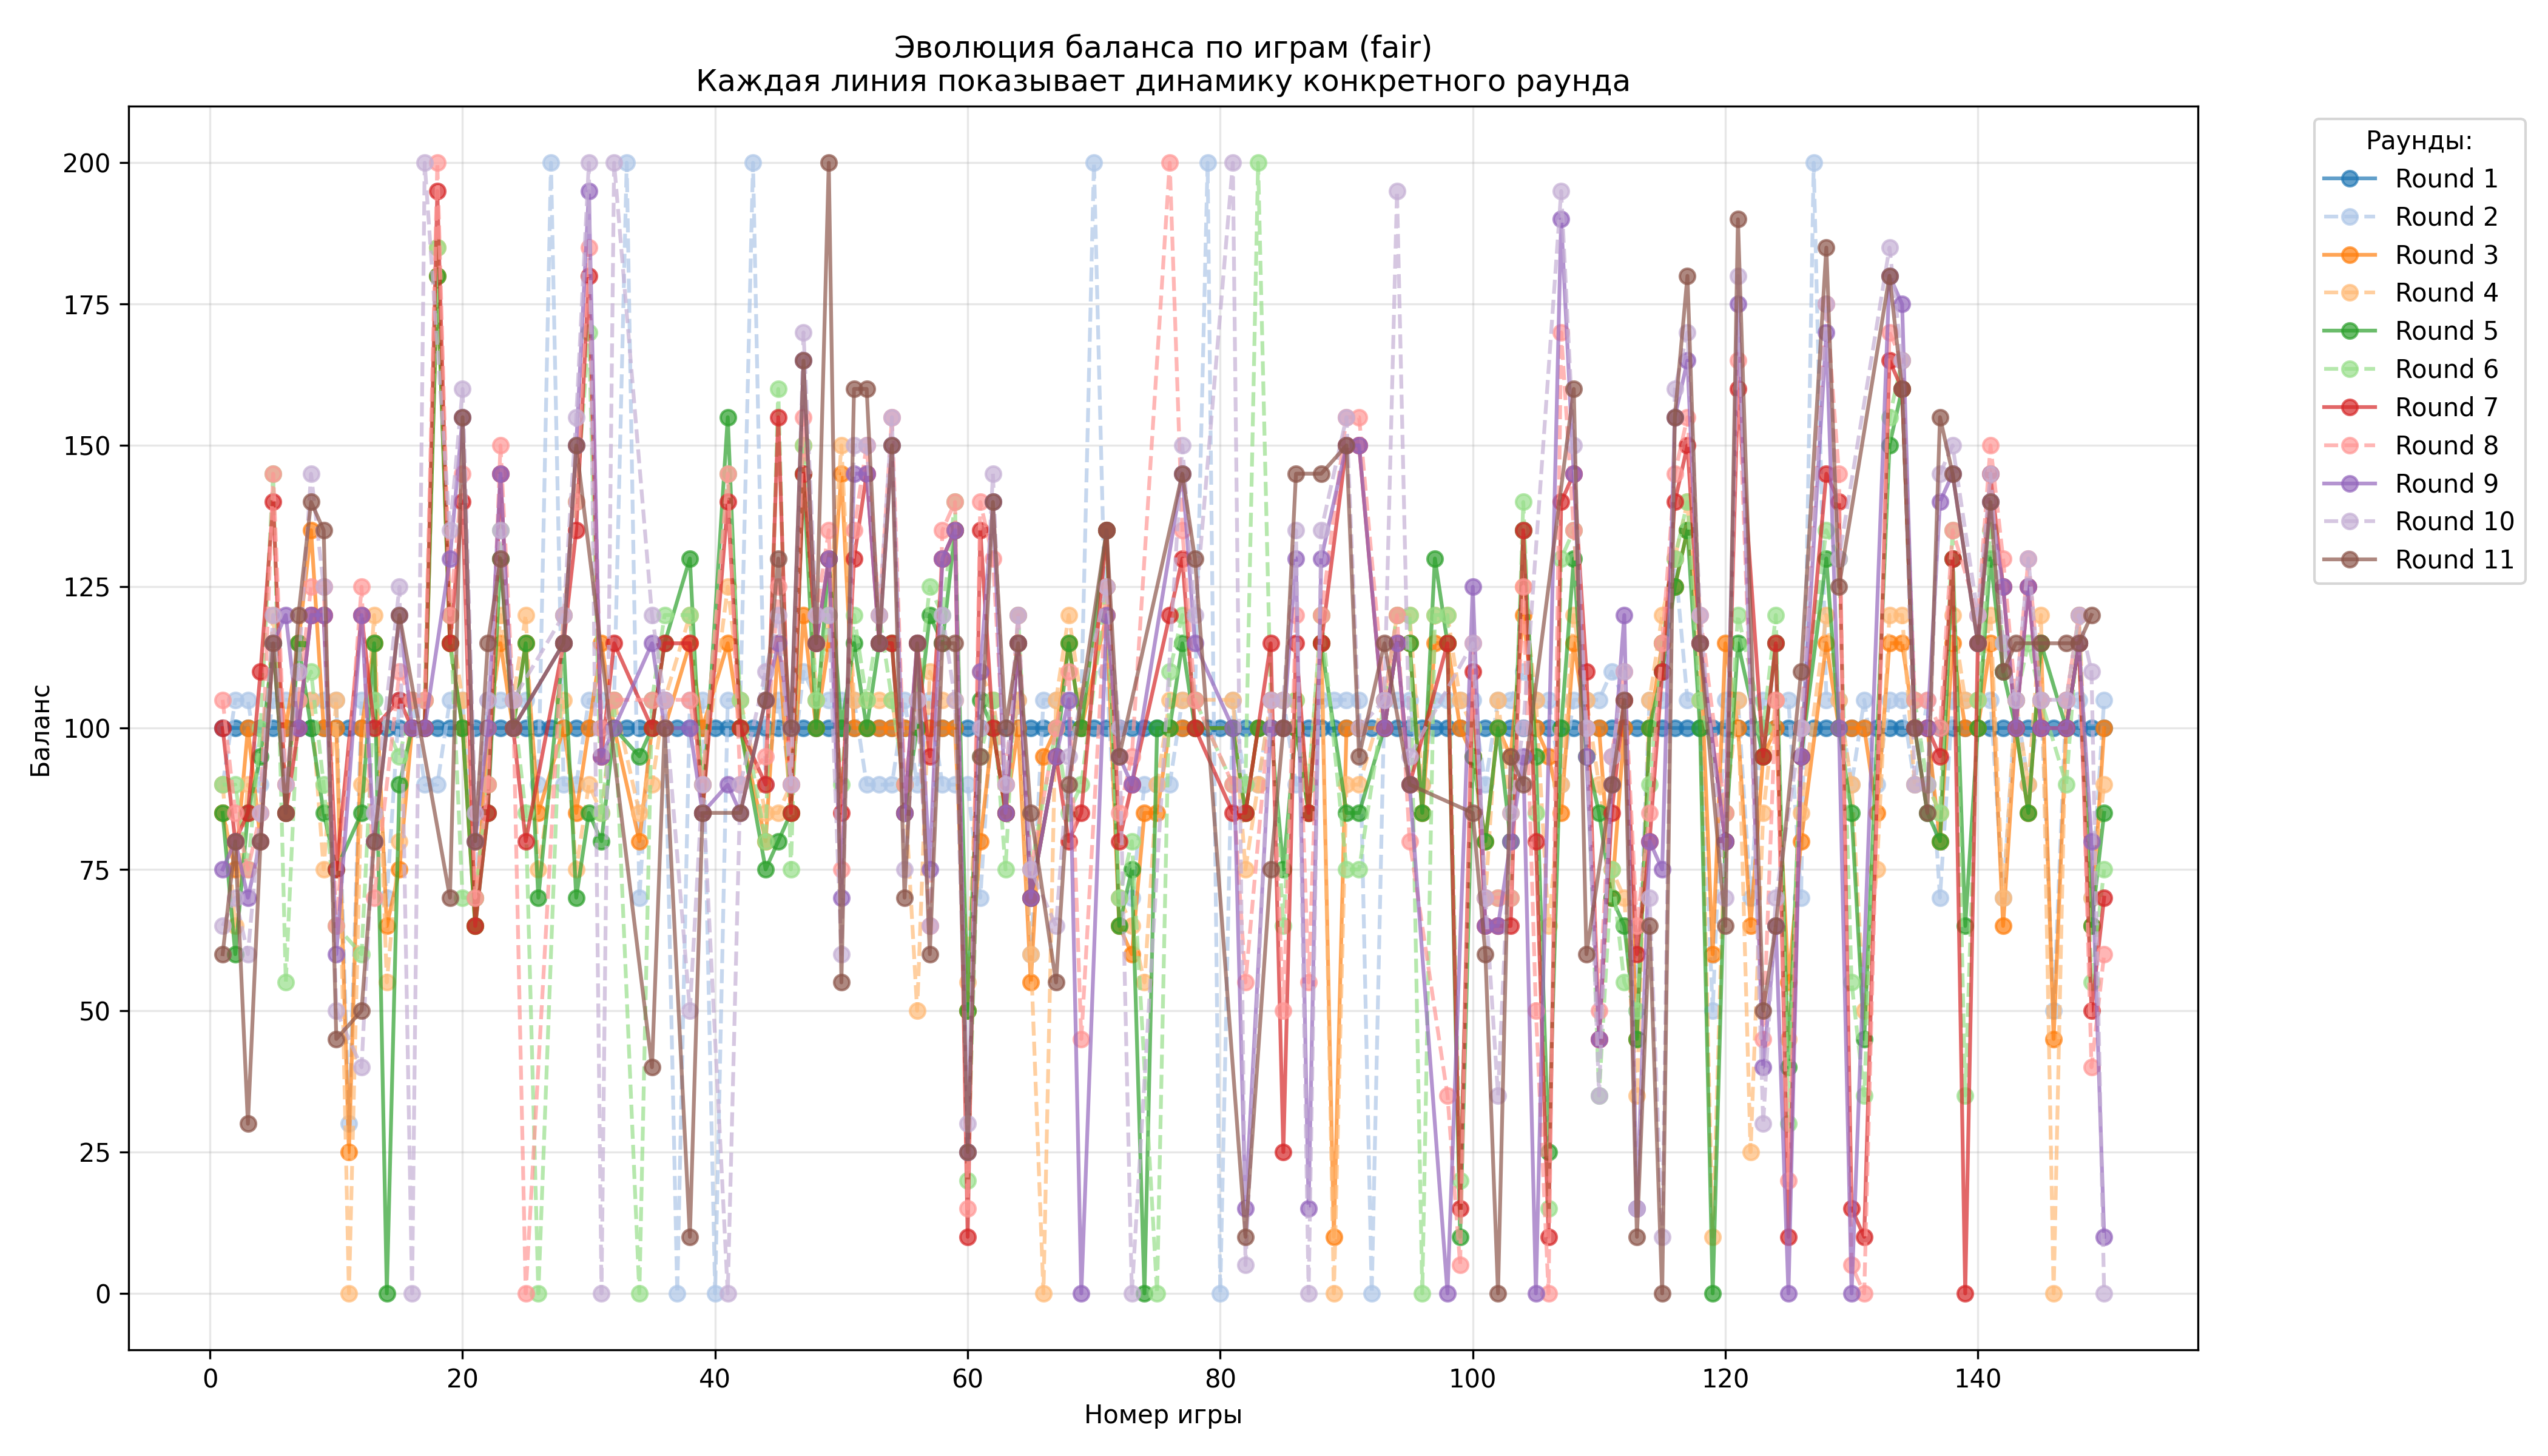 Эволюция баланса по играм (fair)
Каждая линия показывает динамику конкретного раунда
Баланс
200
175
150
125
100
75
50
25
0
0 20 40 60 80 100 120 140
Номер игры
Раунды:
Round 1
Round 2
Round 3
Round 4
Round 5
Round 6
Round 7
Round 8
Round 9
Round 10
Round 11